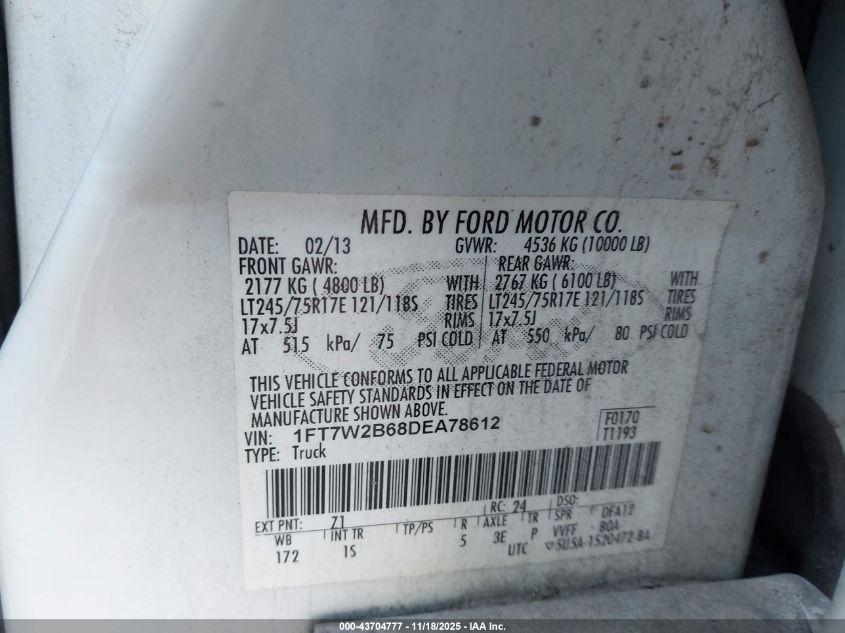 MFD. BY FORD MOTOR CO.
DATE: 02/13 GVWR: 4536 KG (10000 LB)
FRONT GAWR: REAR GAWR:
2177 KG ( 4800 LB) WITH 2767 KG ( 6100 LB) WITH
LT245/75R17E 121/118S TIRES LT245/75R17E 121/118S TIRES
17x7.5J RIMS 17x7.5J RIMS
AT 515 kPa/ 75 PSI COLD AT 550 kPa/ 80 PSI COLD
THIS VEHICLE CONFORMS TO ALL APPLICABLE FEDERAL MOTOR
VEHICLE SAFETY STANDARDS IN EFFECT ON THE DATE OF
MANUFACTURE SHOWN ABOVE.
VIN: 1FT7W2B68DEA78612 F0170
TYPE: Truck T1193
RC: 24 DSO:
EXT PNT: Z1
WB INT TR TP/PS R AXLE TR SPR DFA12
172 IS 5 3E P VVFF BOA
UTC ▽5U5A-1520472-BA
000-43704777 — 11/18/2025 — IAA Inc.